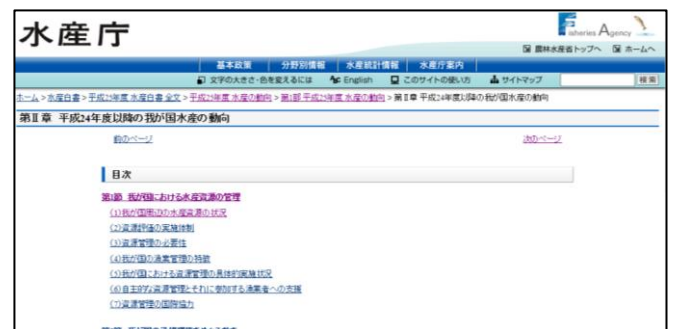 水産庁
Fisheries Agency
農林水産省トップへ ホームへ
基本政策 分野別情報 水産統計情報 水産庁案内
文字の大きさ・色を変えるには English このサイトの使い方 サイトマップ 検索
ホーム > 水産白書 > 平成25年度 水産白書 全文 > 平成25年度 水産の動向 > 第1部 平成25年度 水産の動向 > 第Ⅱ章 平成24年度以降の我が国水産の動向
第Ⅱ章 平成24年度以降の我が国水産の動向
前のページ 次のページ
目次
第1節 我が国における水産資源の管理
(1)我が国周辺の水産資源の状況
(2)資源評価の実施体制
(3)資源管理の必要性
(4)我が国の漁業管理の特徴
(5)我が国における資源管理の具体的実施状況
(6)自主的な資源管理とそれに参加する漁業者への支援
(7)資源管理の国際協力